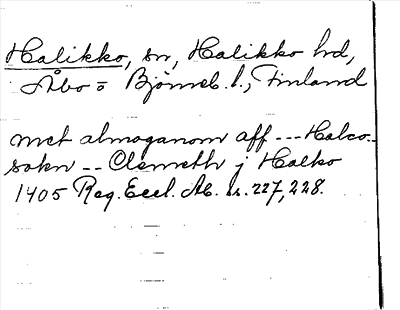 Halikko, sn, Halikko hd,
Åbo o Björneb. l., Finland
met almoganom aff --- Halco-
sokn -- Clemeth j Halko
1405 Reg. Eccl. Ab. s. 227, 228.